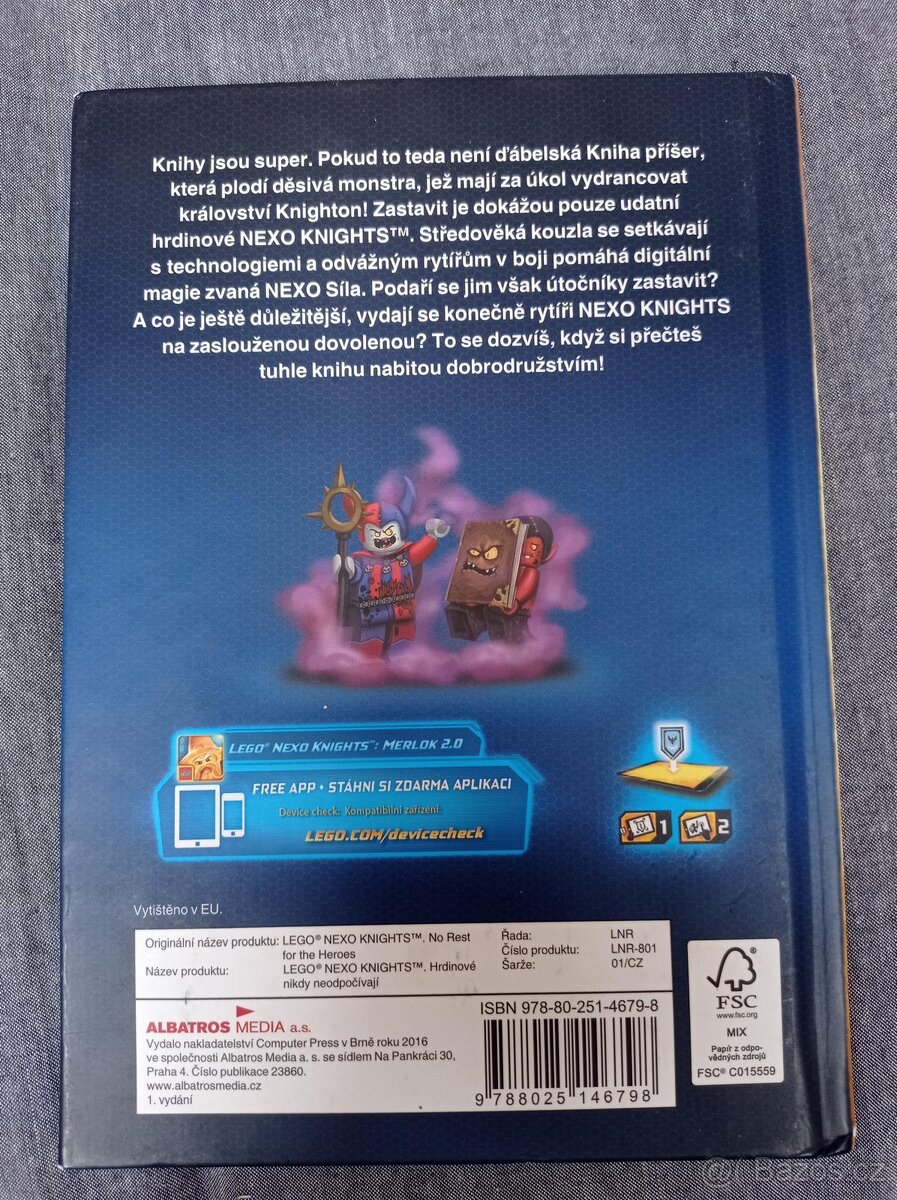 Knihy jsou super. Pokud to teda není ďábelská Kniha příšer,
která plodí děsivá monstra, jež mají za úkol vydrancovat
království Knighton! Zastavit je dokážou pouze udatní
hrdinové NEXO KNIGHTS™. Středověká kouzla se setkávají
s technologiemi a odvážným rytířům v boji pomáhá digitální
magie zvaná NEXO Síla. Podaří se jim však útočníky zastavit?
A co je ještě důležitější, vydají se konečně rytíři NEXO KNIGHTS
na zaslouženou dovolenou? To se dozvíš, když si přečteš
tuhle knihu nabitou dobrodružstvím!
LEGO® NEXO KNIGHTS™: MERLOK 2.0
FREE APP • STÁHNI SI ZDARMA APLIKACI
Device check: Kompatibilní zařízení:
LEGO.COM/devicecheck
1 2
Vytištěno v EU.
Originální název produktu: LEGO® NEXO KNIGHTS™. No Rest
for the Heroes
Název produktu: LEGO® NEXO KNIGHTS™. Hrdinové
nikdy neodpočívají
Řada: LNR
Číslo produktu: LNR-801
Šarže: 01/CZ
ALBATROS MEDIA a.s.
Vydalo nakladatelství Computer Press v Brně roku 2016
ve společnosti Albatros Media a. s. se sídlem Na Pankráci 30,
Praha 4. Číslo publikace 23860.
www.albatrosmedia.cz
1. vydání
ISBN 978-80-251-4679-8
9 788025 146798
FSC
www.fsc.org
MIX
Papír z odpo-
vědných zdrojů
FSC® C015559
Bazos.cz